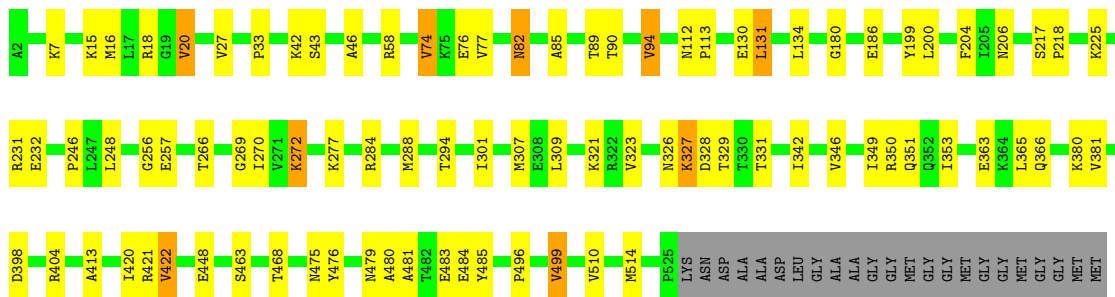 A2 K7 K15 M16 L17 R18 G19 V20 V27 P33 K42 S43 A46 R58 V74 K75 E76 V77 N82 A85 T89 T90 V94 N112 P113 E130 L131 L134 G180 E186 Y199 L200 F204 I205 N206 S217 P218 K225
R231 E232 P246 L247 L248 G256 E257 T266 G269 I270 V271 K272 K277 R284 M288 T294 I301 M307 E308 L309 K321 R322 V323 N326 K327 D328 T329 T330 T331 I342 V346 I349 R350 Q351 Q352 I353 E363 K364 L365 Q366 K380 V381
D398 R404 A413 I420 R421 V422 E448 S463 T468 N475 Y476 N479 A480 A481 T482 E483 E484 Y485 P496 V499 V510 M514 P525 LYS ASN ASP ALA ALA ASP LEU GLY ALA ALA GLY GLY MET GLY GLY MET GLY GLY MET GLY GLY MET MET